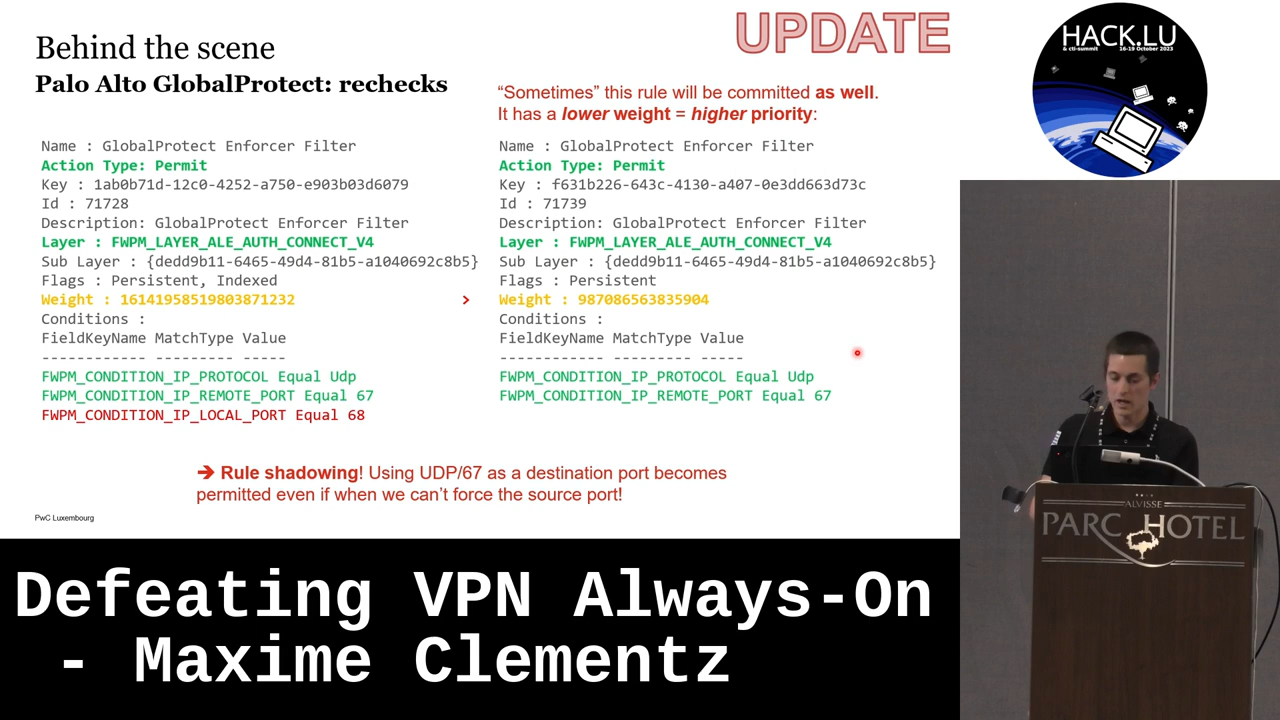 UPDATE
Behind the scene
Palo Alto GlobalProtect: rechecks
“Sometimes” this rule will be committed as well.
It has a lower weight = higher priority:
Name : GlobalProtect Enforcer Filter
Action Type: Permit
Key : 1ab0b71d-12c0-4252-a750-e903b03d6079
Id : 71728
Description: GlobalProtect Enforcer Filter
Layer : FWPM_LAYER_ALE_AUTH_CONNECT_V4
Sub Layer : {dedd9b11-6465-49d4-81b5-a1040692c8b5}
Flags : Persistent, Indexed
Weight : 16141958519803871232
>
Conditions :
FieldKeyName MatchType Value
------------ --------- -----
FWPM_CONDITION_IP_PROTOCOL Equal Udp
FWPM_CONDITION_IP_REMOTE_PORT Equal 67
FWPM_CONDITION_IP_LOCAL_PORT Equal 68
Name : GlobalProtect Enforcer Filter
Action Type: Permit
Key : f631b226-643c-4130-a407-0e3dd663d73c
Id : 71739
Description: GlobalProtect Enforcer Filter
Layer : FWPM_LAYER_ALE_AUTH_CONNECT_V4
Sub Layer : {dedd9b11-6465-49d4-81b5-a1040692c8b5}
Flags : Persistent
Weight : 987086563835904
Conditions :
FieldKeyName MatchType Value
------------ --------- -----
FWPM_CONDITION_IP_PROTOCOL Equal Udp
FWPM_CONDITION_IP_REMOTE_PORT Equal 67
➔ Rule shadowing! Using UDP/67 as a destination port becomes
permitted even if when we can’t force the source port!
PwC Luxembourg
HACK.LU
& cti-summit 16-19 October 2023
ALVISSE
PARC HOTEL
Defeating VPN Always-On
- Maxime Clementz